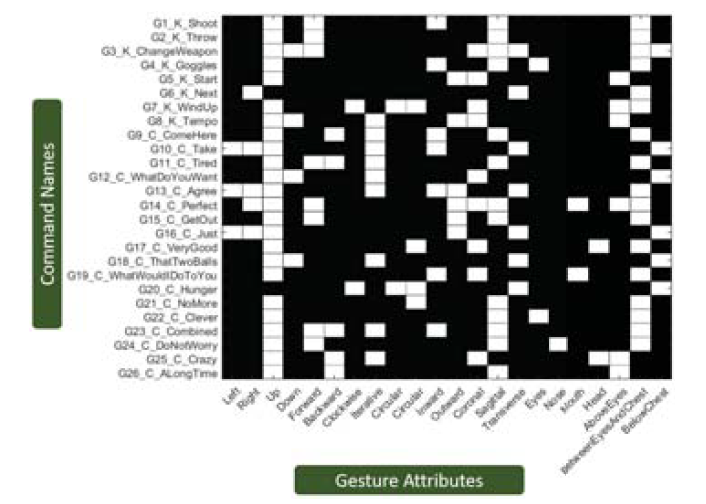 G1_K_Shoot
G2_K_Throw
G3_K_ChangeWeapon
G4_K_Goggles
G5_K_Start
G6_K_Next
G7_K_WindUp
G8_K_Tempo
G9_C_ComeHere
G10_C_Take
G11_C_Tired
G12_C_WhatDoYouWant
G13_C_Agree
G14_C_Perfect
G15_C_GetOut
G16_C_Just
G17_C_VeryGood
G18_C_ThatTwoBalls
G19_C_WhatWouldIDoToYou
G20_C_Hunger
G21_C_NoMore
G22_C_Clever
G23_C_Combined
G24_C_DoNotWorry
G25_C_Crazy
G26_C_ALongTime
Command Names
Left
Right
Up
Down
Forward
Backward
Clockwise
Iterative
Circular
Circular
Inward
Outward
Coronal
Sagittal
Transverse
Eyes
Nose
Mouth
Head
AboveEyes
BetweenEyesAndChest
BelowChest
Gesture Attributes